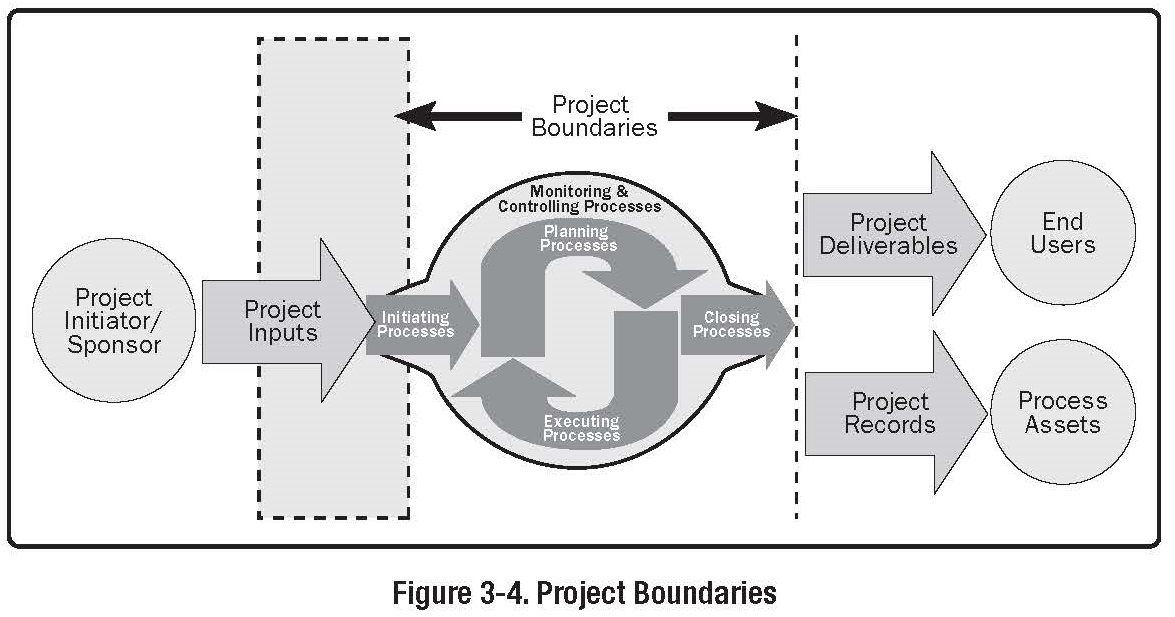 Project
Boundaries
Monitoring &
Controlling Processes
Planning
Processes
Project
Initiator/
Sponsor
Project
Inputs
Initiating
Processes
Closing
Processes
Executing
Processes
Project
Deliverables
End
Users
Project
Records
Process
Assets
Figure 3-4. Project Boundaries